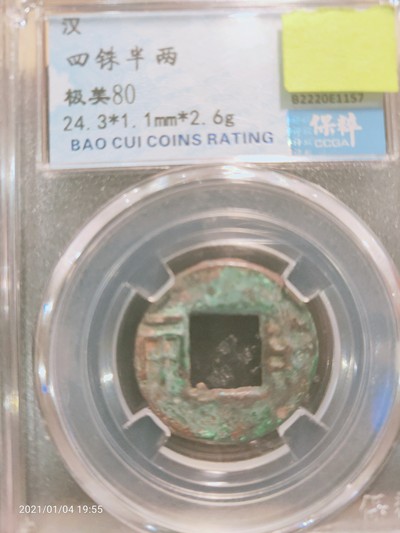 汉
四铢半两
极美80
B2220E1157
24.3*1.1mm*2.6g
保粹
BAO CUI COINS RATING
CCGA
2021/01/04 19:55